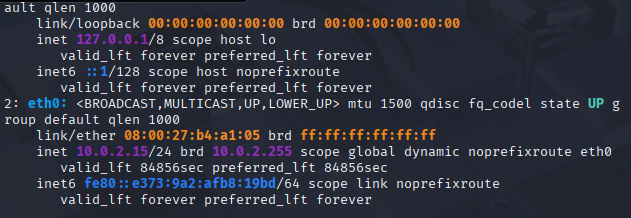 ault qlen 1000
link/loopback 00:00:00:00:00:00 brd 00:00:00:00:00:00
inet 127.0.0.1/8 scope host lo
valid_lft forever preferred_lft forever
inet6 ::1/128 scope host noprefixroute
valid_lft forever preferred_lft forever
2: eth0: <BROADCAST,MULTICAST,UP,LOWER_UP> mtu 1500 qdisc fq_codel state UP g
roup default qlen 1000
link/ether 08:00:27:b4:a1:05 brd ff:ff:ff:ff:ff:ff
inet 10.0.2.15/24 brd 10.0.2.255 scope global dynamic noprefixroute eth0
valid_lft 84856sec preferred_lft 84856sec
inet6 fe80::e373:9a2:afb8:19bd/64 scope link noprefixroute
valid_lft forever preferred_lft forever